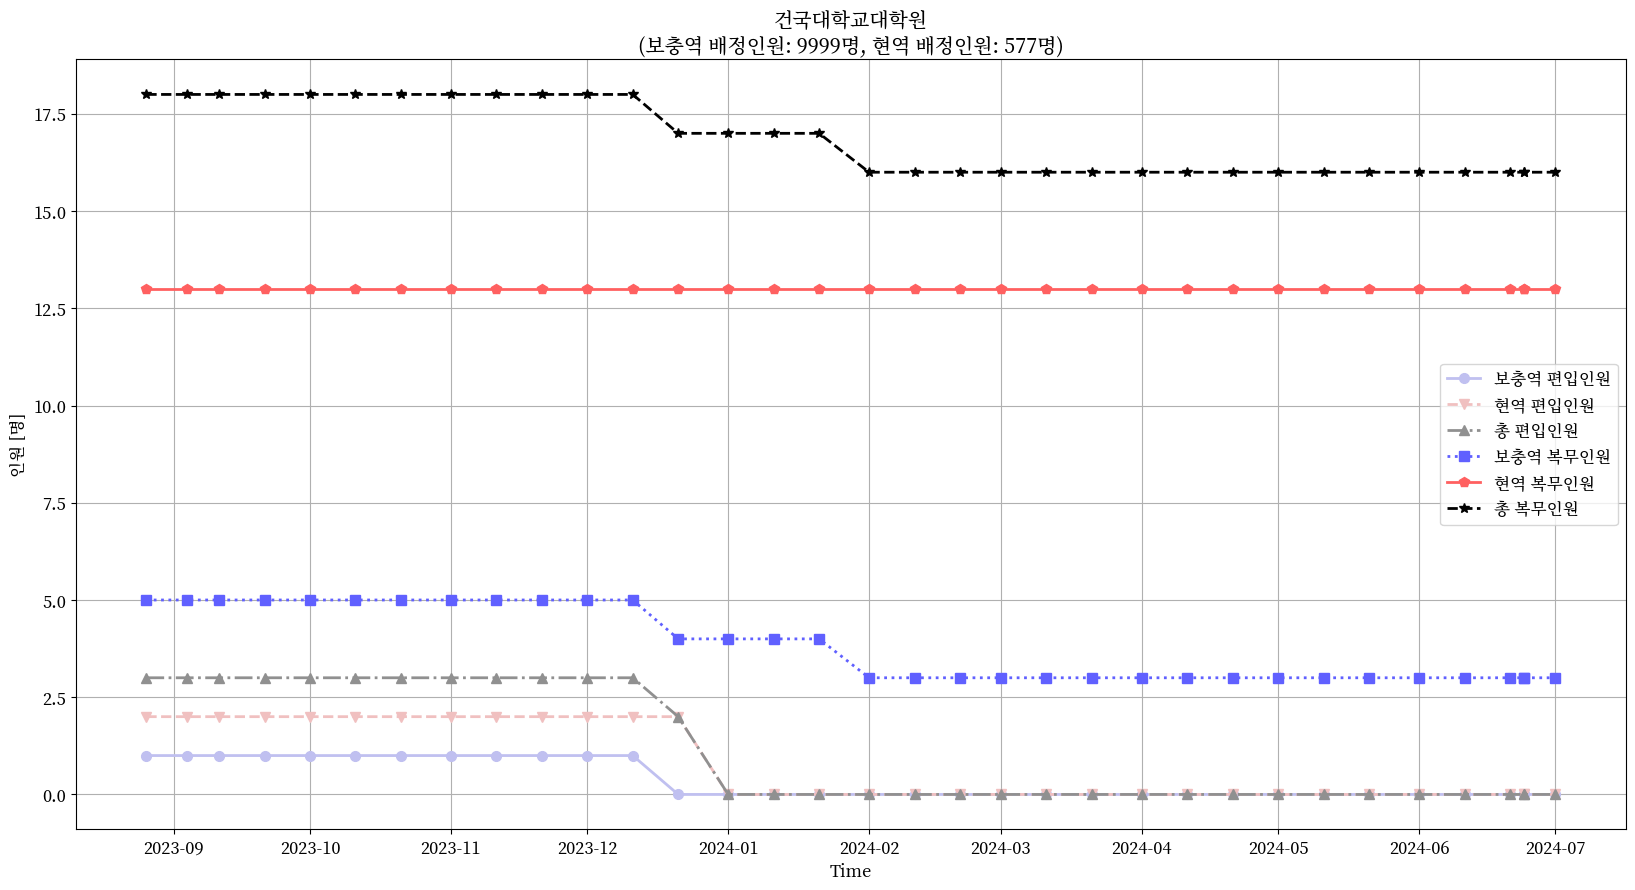 건국대학교대학원
(보충역 배정인원: 9999명, 현역 배정인원: 577명)
17.5
15.0
12.5
10.0
7.5
5.0
2.5
0.0
인원 [명]
보충역 편입인원
현역 편입인원
총 편입인원
보충역 복무인원
현역 복무인원
총 복무인원
2023-09 2023-10 2023-11 2023-12 2024-01 2024-02 2024-03 2024-04 2024-05 2024-06 2024-07
Time